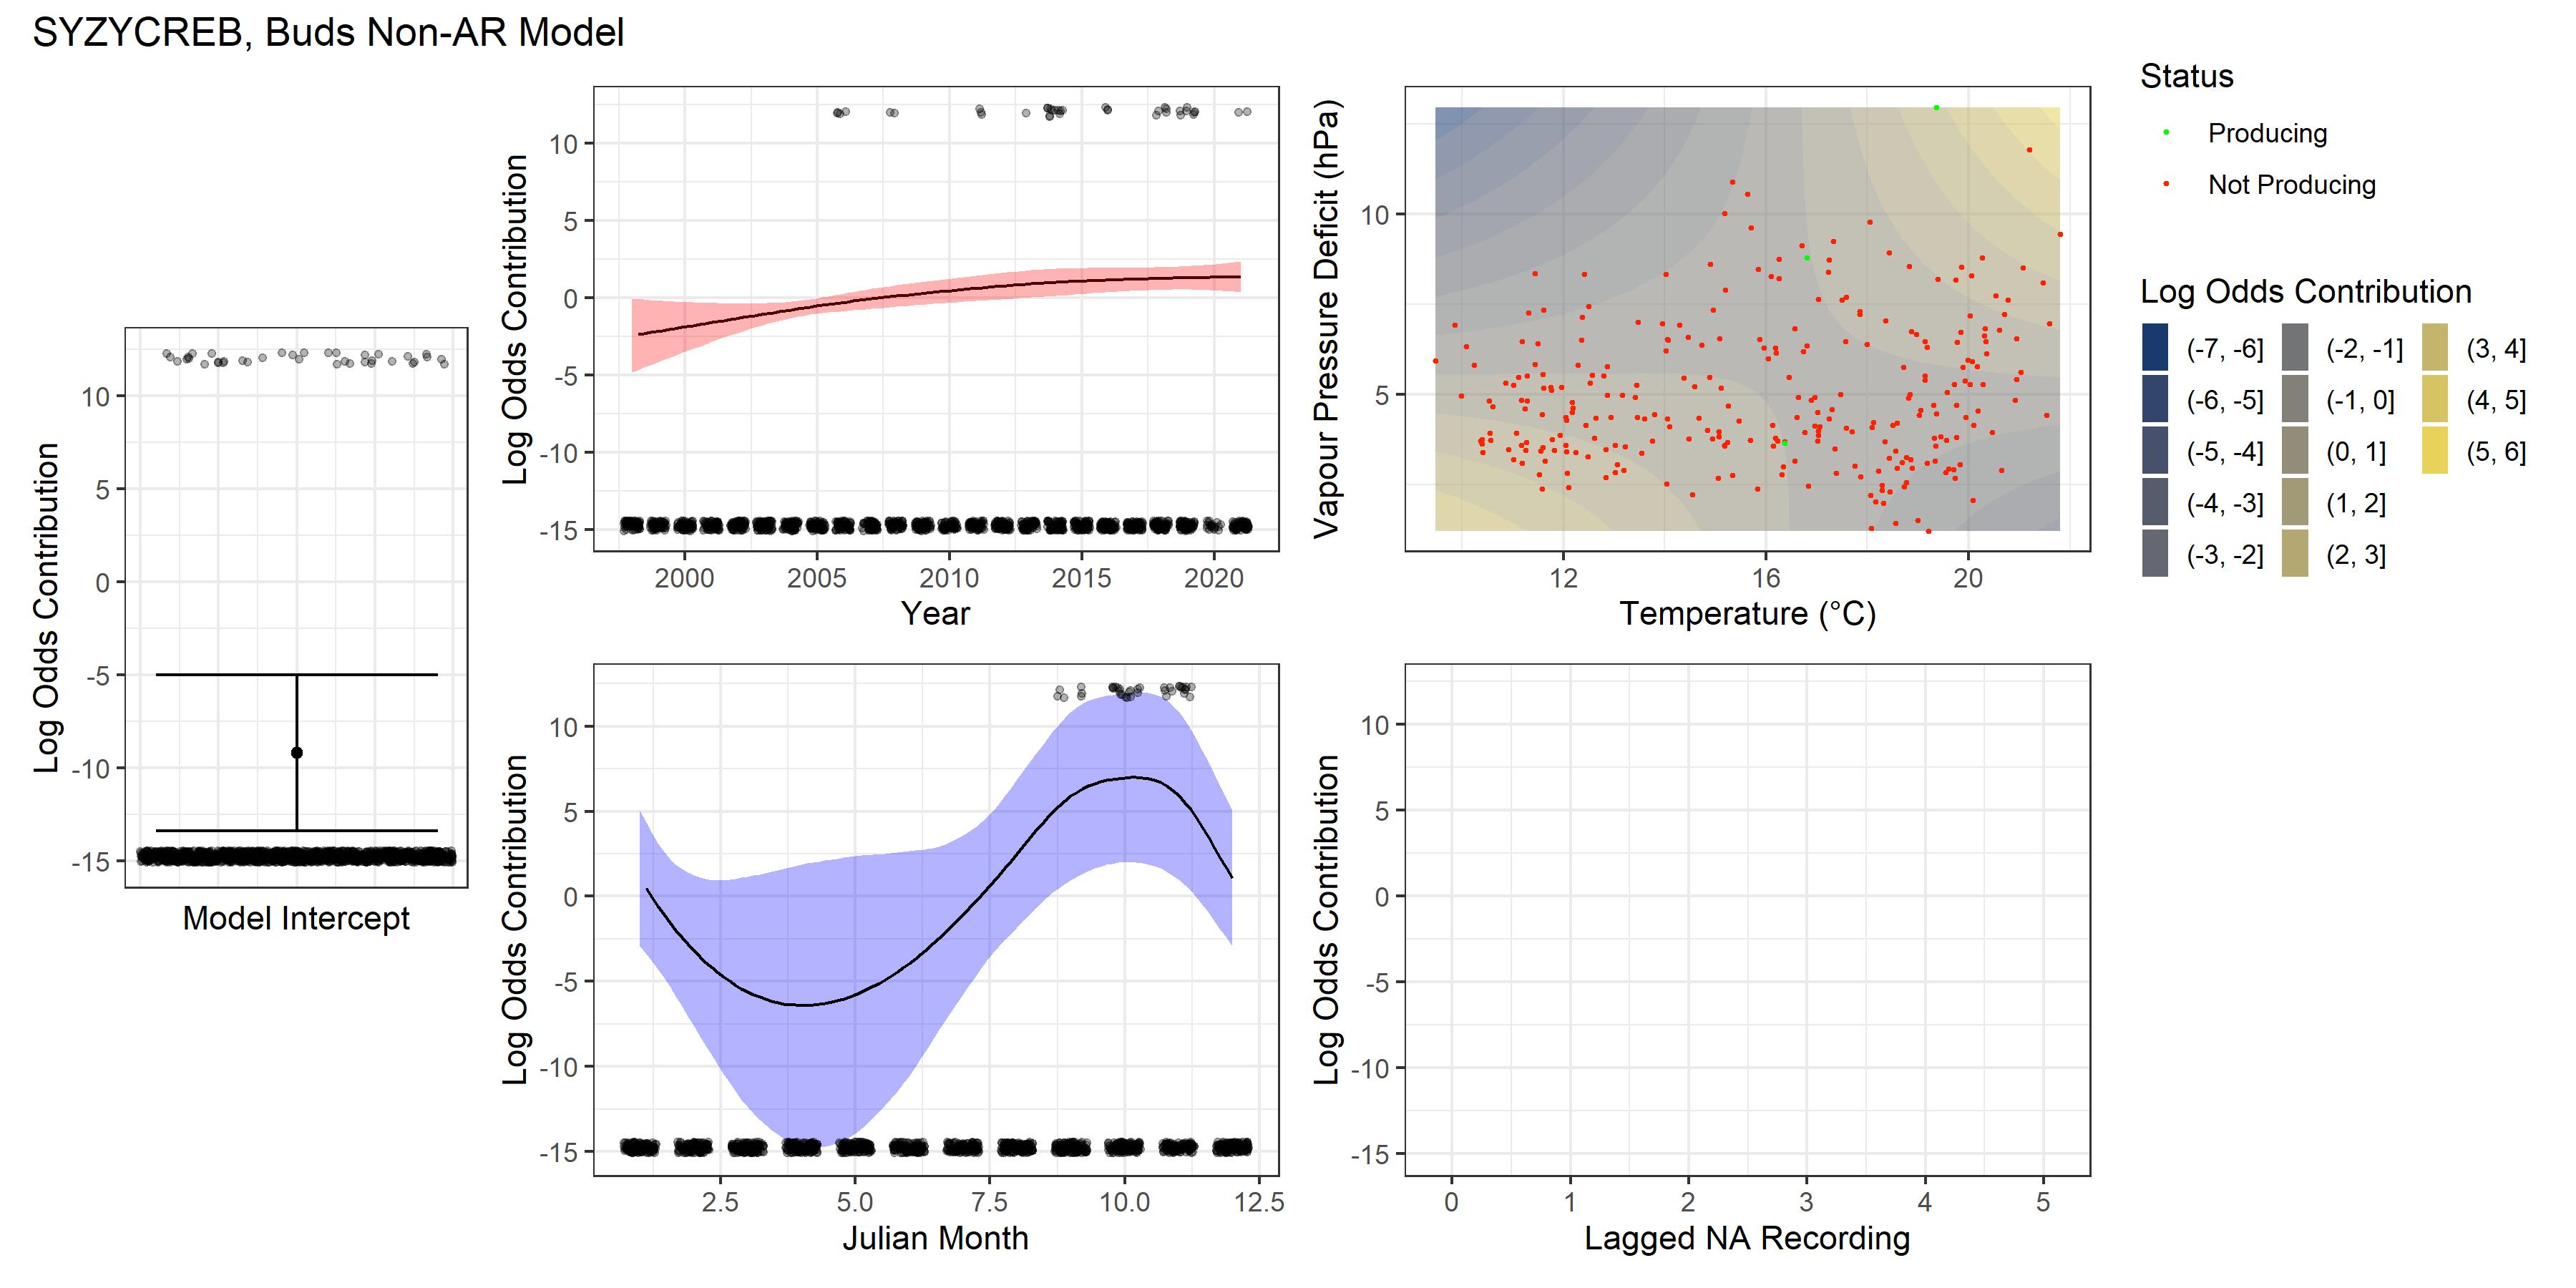 SYZYCREB, Buds Non-AR Model
Log Odds Contribution
10
5
0
-5
-10
-15
Model Intercept
Log Odds Contribution
10
5
0
-5
-10
-15
2000 2005 2010 2015 2020
Year
Vapour Pressure Deficit (hPa)
10
5
12 16 20
Temperature (°C)
Status
Producing
Not Producing
Log Odds Contribution
(-7, -6] (-2, -1] (3, 4]
(-6, -5] (-1, 0] (4, 5]
(-5, -4] (0, 1] (5, 6]
(-4, -3] (1, 2]
(-3, -2] (2, 3]
Log Odds Contribution
10
5
0
-5
-10
-15
2.5 5.0 7.5 10.0 12.5
Julian Month
Log Odds Contribution
10
5
0
-5
-10
-15
0 1 2 3 4 5
Lagged NA Recording